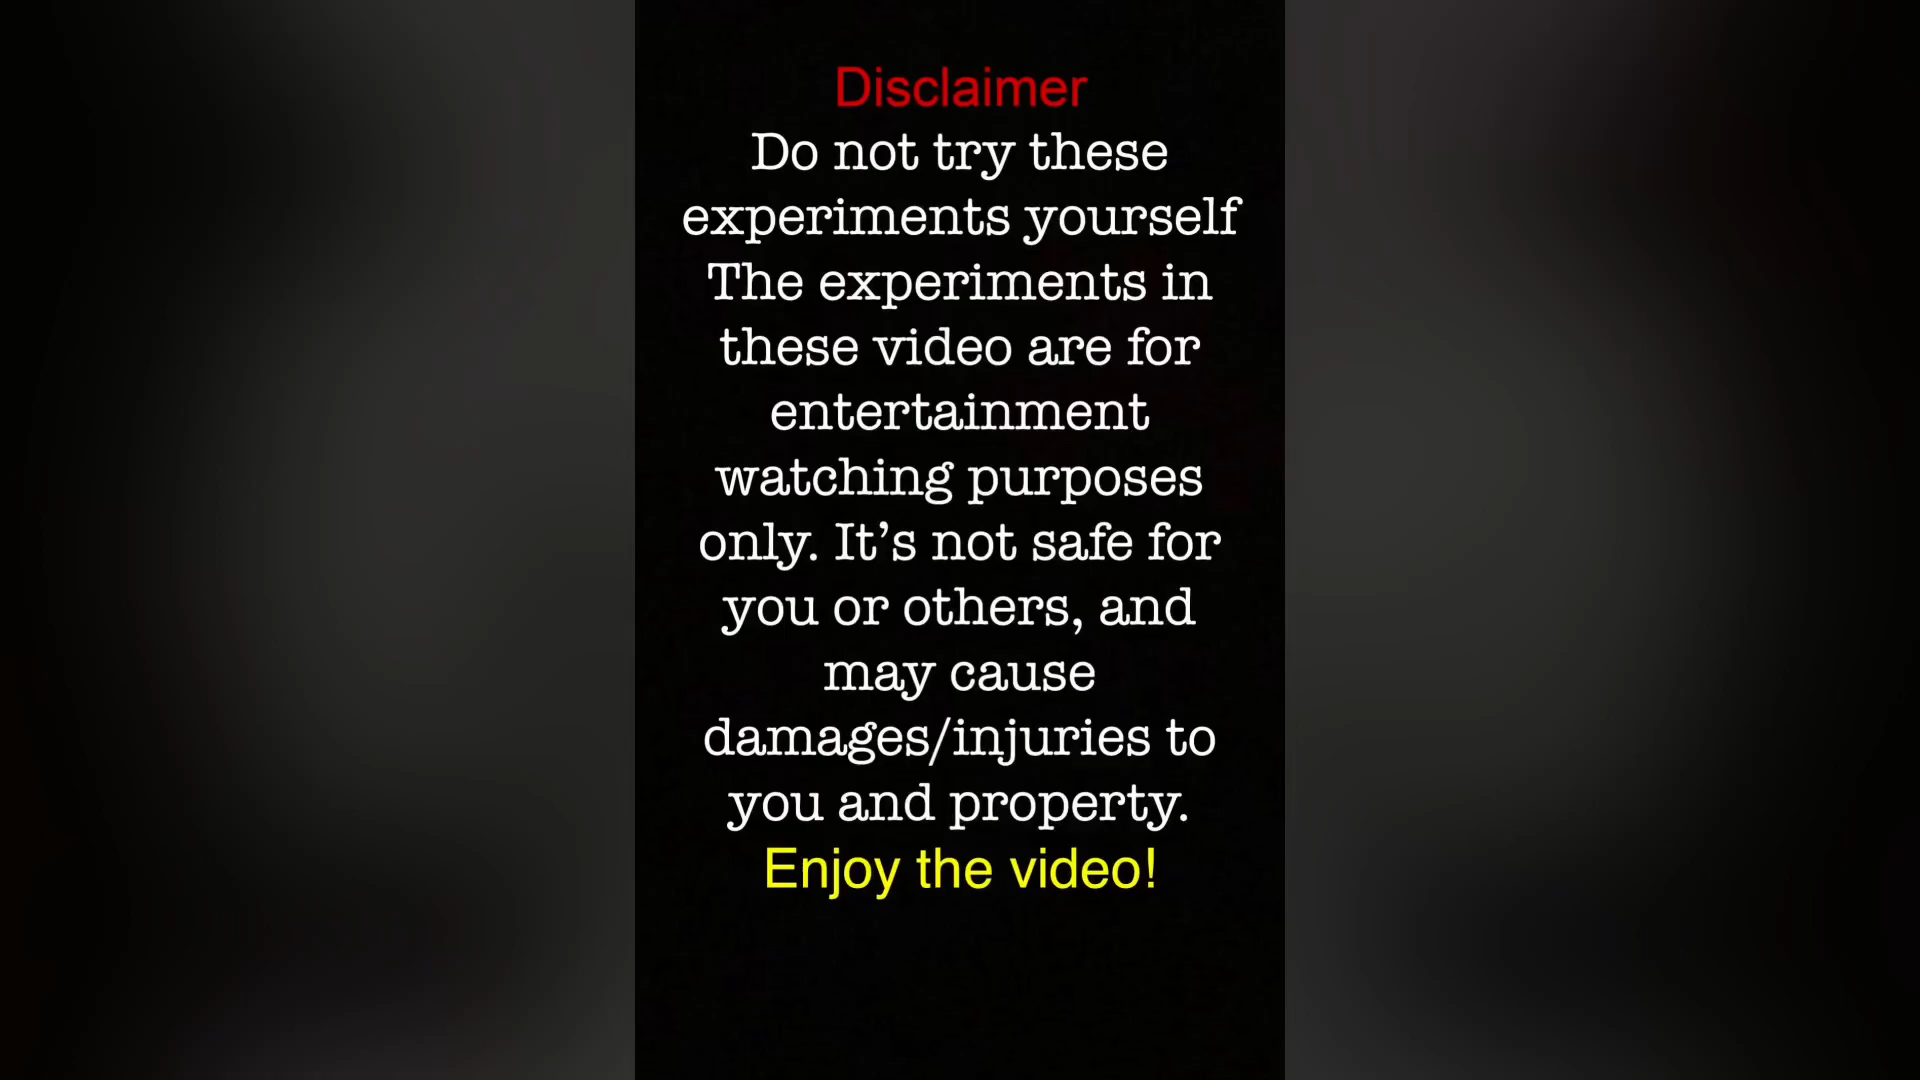 Disclaimer
Do not try these
experiments yourself
The experiments in
these video are for
entertainment
watching purposes
only. It’s not safe for
you or others, and
may cause
damages/injuries to
you and property.
Enjoy the video!